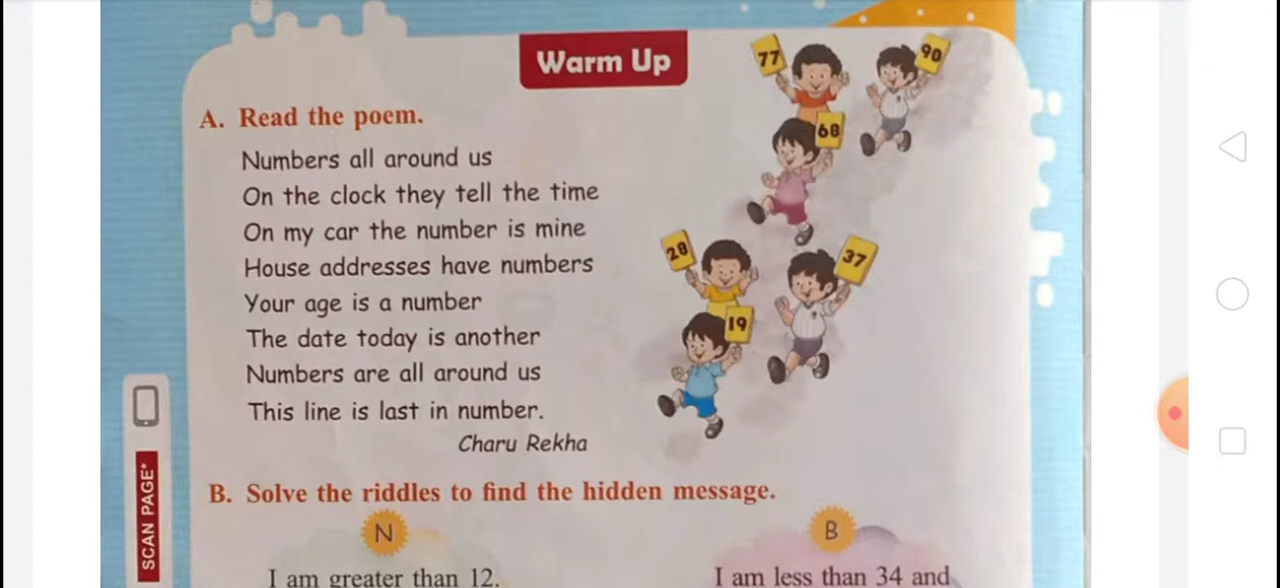 Warm Up
77
90
68
A. Read the poem.
Numbers all around us
On the clock they tell the time
On my car the number is mine
House addresses have numbers
Your age is a number
The date today is another
Numbers are all around us
This line is last in number.
Charu Rekha
28
37
19
SCAN PAGE*
B. Solve the riddles to find the hidden message.
N
I am greater than 12.
B
I am less than 34 and